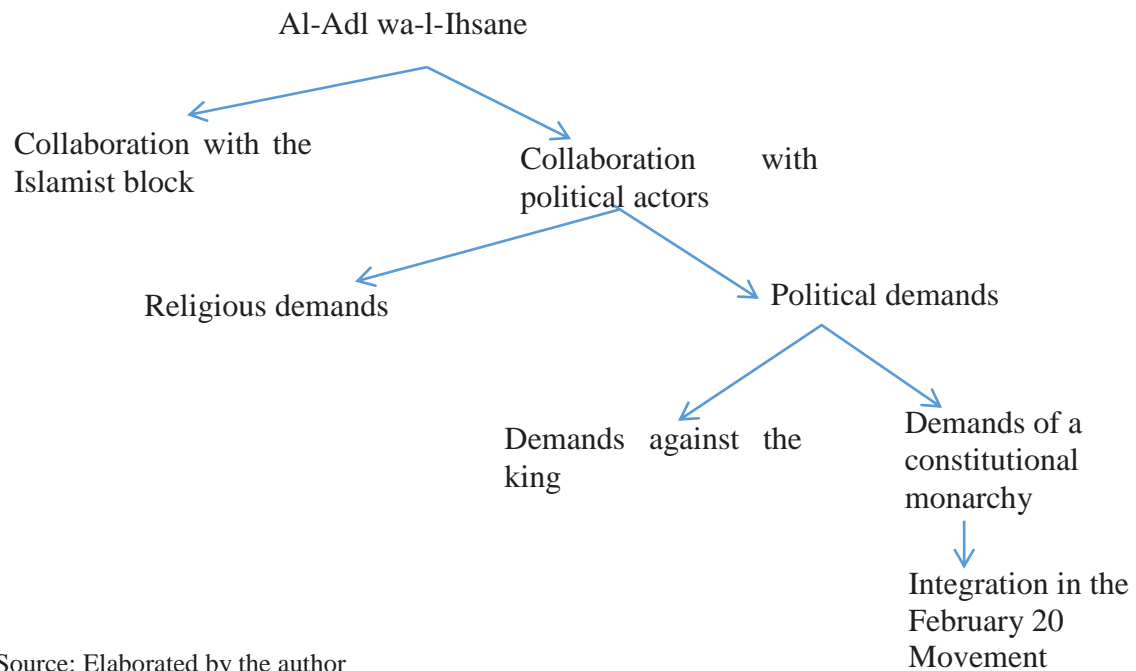 Al-Adl wa-l-Ihsane
Collaboration with the
Islamist block
Collaboration with
political actors
Religious demands
Political demands
Demands against the
king
Demands of a
constitutional
monarchy
Integration in the
February 20
Movement
Source: Elaborated by the author